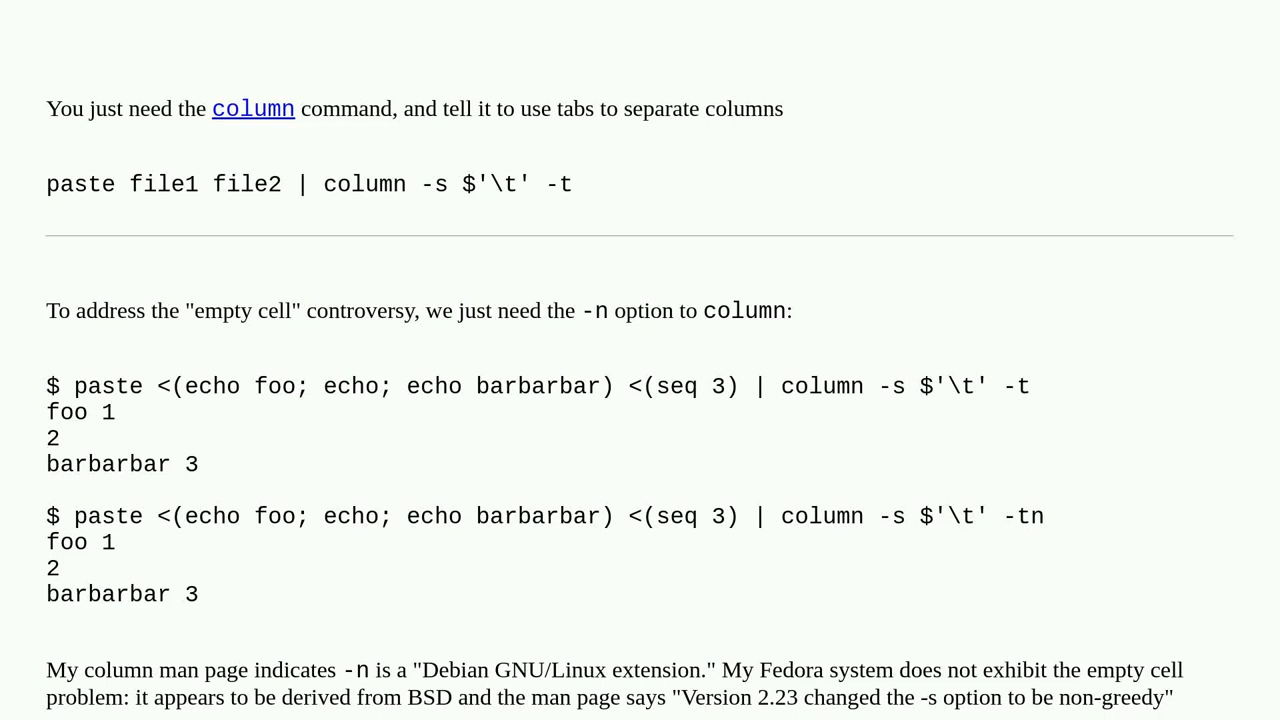 You just need the column command, and tell it to use tabs to separate columns
paste file1 file2 | column -s $'\t' -t
To address the "empty cell" controversy, we just need the -n option to column:
$ paste <(echo foo; echo; echo barbarbar) <(seq 3) | column -s $'\t' -t
foo 1
2
barbarbar 3
$ paste <(echo foo; echo; echo barbarbar) <(seq 3) | column -s $'\t' -tn
foo 1
2
barbarbar 3
My column man page indicates -n is a "Debian GNU/Linux extension." My Fedora system does not exhibit the empty cell
problem: it appears to be derived from BSD and the man page says "Version 2.23 changed the -s option to be non-greedy"